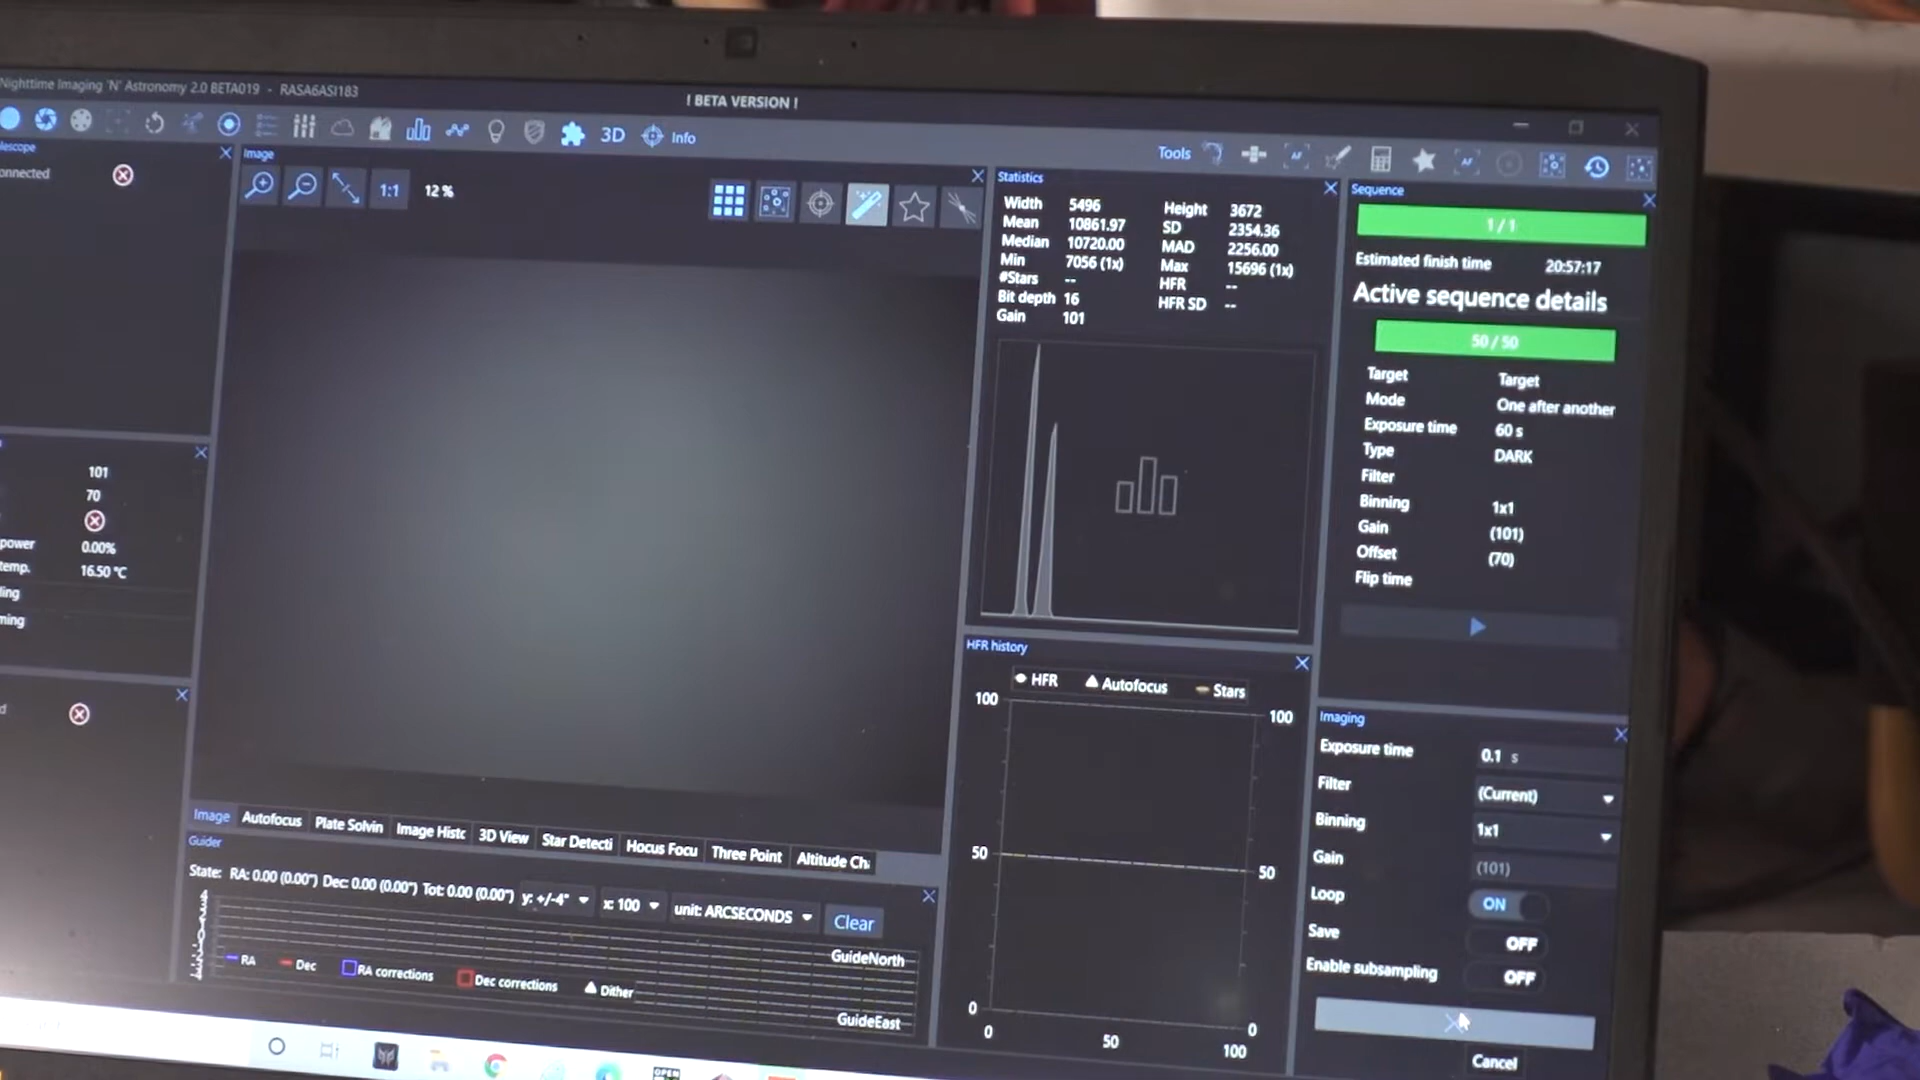 Nighttime Imaging 'N' Astronomy 2.0 BETA019 - RASA6ASI183
! BETA VERSION !
3D
Info
Tools
lescope
onnected
101
70
power 0.00%
temp. 16.50 °C
ling
ming
d
Image
1:1
12 %
Statistics
Width 5496 Height 3672
Mean 10861.97 SD 2354.36
Median 10720.00 MAD 2256.00
Min 7056 (1x) Max 15696 (1x)
#Stars -- HFR --
Bit depth 16 HFR SD --
Gain 101
Sequence
1 / 1
Estimated finish time 20:57:17
Active sequence details
50 / 50
Target Target
Mode One after another
Exposure time 60 s
Type DARK
Filter
Binning 1x1
Gain (101)
Offset (70)
Flip time
HFR history
HFR Autofocus Stars
100 100
50 50
0 0
0 50 100
Imaging
Exposure time 0.1 s
Filter (Current)
Binning 1x1
Gain (101)
Loop ON
Save OFF
Enable subsampling OFF
Cancel
Image Autofocus Plate Solvin Image Histc 3D View Star Detecti Hocus Focu Three Point Altitude Ch
Guider
State: RA: 0.00 (0.00") Dec: 0.00 (0.00") Tot: 0.00 (0.00") y: +/-4" x: 100 unit: ARCSECONDS Clear
4
GuideNorth
RA Dec RA corrections Dec corrections Dither
GuideEast
OPEN